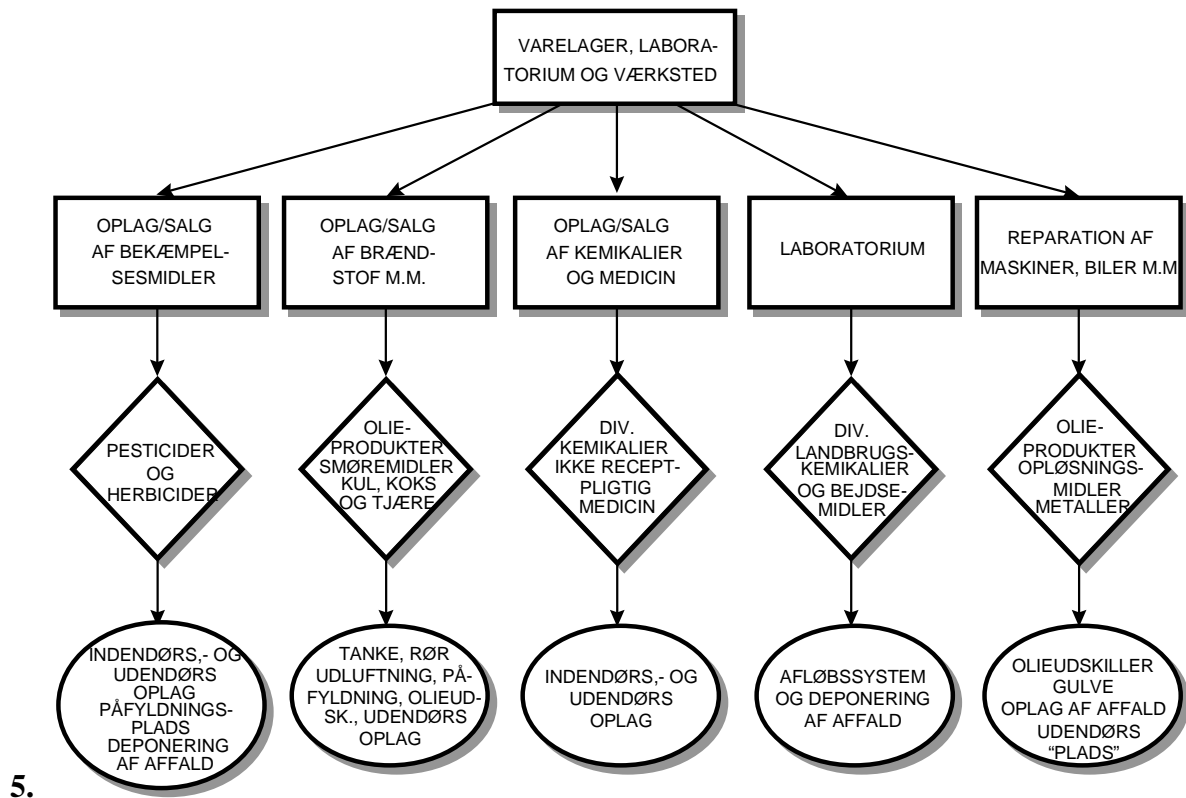 VARELAGER, LABORA-
TORIUM OG VÆRKSTED
OPLAG/SALG
AF BEKÆMPEL-
SESMIDLER
OPLAG/SALG
AF BRÆND-
STOF M.M.
OPLAG/SALG
AF KEMIKALIER
OG MEDICIN
LABORATORIUM
REPARATION AF
MASKINER, BILER M.M
PESTICIDER
OG
HERBICIDER
OLIE-
PRODUKTER
SMØREMIDLER
KUL, KOKS
OG TJÆRE
DIV.
KEMIKALIER
IKKE RECEPT-
PLIGTIG
MEDICIN
DIV.
LANDBRUGS-
KEMIKALIER
OG BEJDSE-
MIDLER
OLIE-
PRODUKTER
OPLØSNINGS-
MIDLER
METALLER
INDENDØRS,- OG
UDENDØRS
OPLAG
PÅFYLDNINGS-
PLADS
DEPONERING
AF AFFALD
TANKE, RØR
UDLUFTNING, PÅ-
FYLDNING, OLIEUD-
SK., UDENDØRS
OPLAG
INDENDØRS,- OG
UDENDØRS
OPLAG
AFLØBSSYSTEM
OG DEPONERING
AF AFFALD
OLIEUDSKILLER
GULVE
OPLAG AF AFFALD
UDENDØRS
“PLADS”
5.